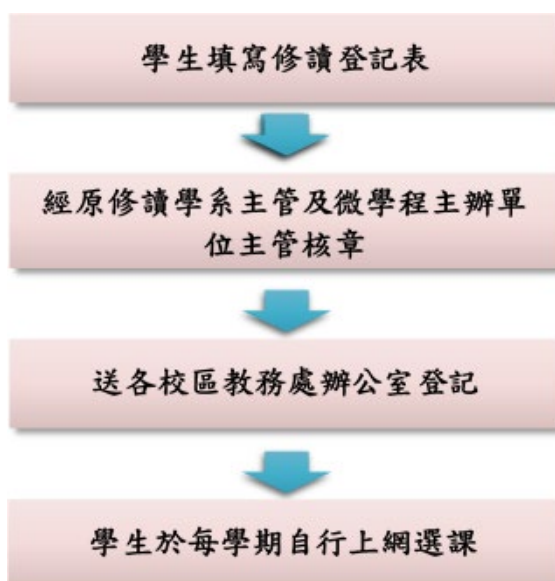 學生填寫修讀登記表
經原修讀學系主管及微學程主辦單
位主管核章
送各校區教務處辦公室登記
學生於每學期自行上網選課